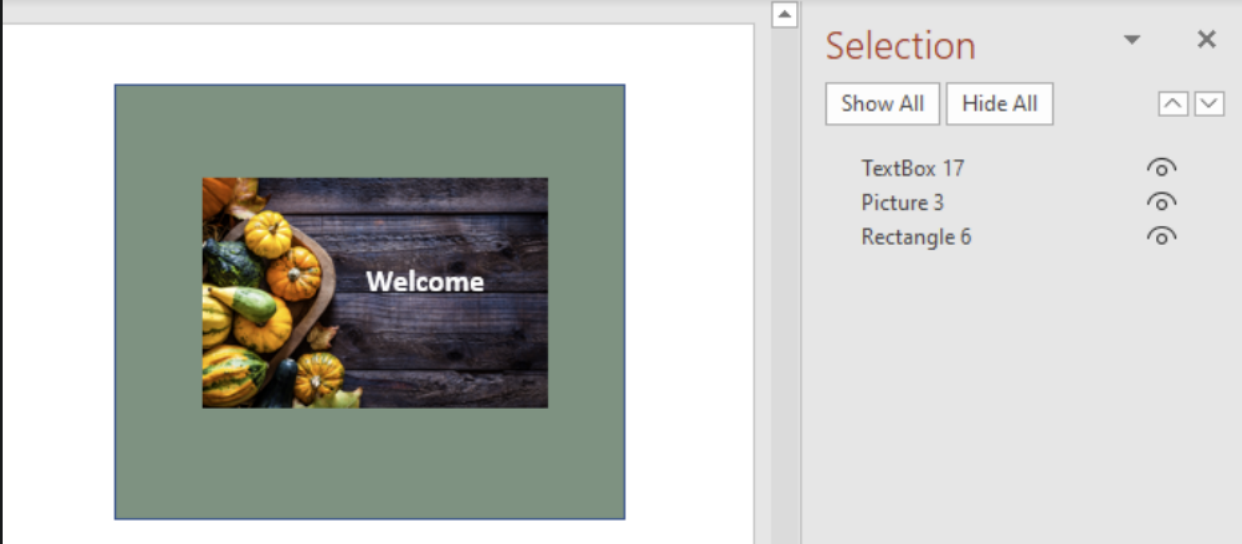 Welcome
Selection
Show All Hide All
TextBox 17
Picture 3
Rectangle 6